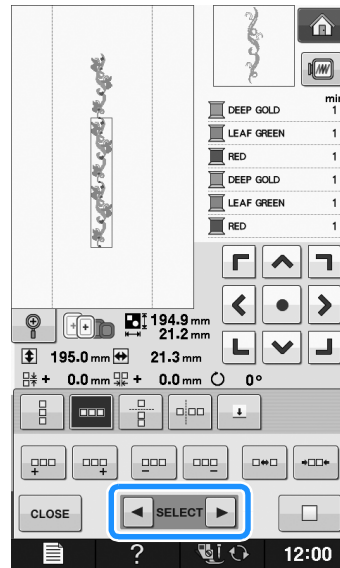 min
DEEP GOLD 1
LEAF GREEN 1
RED 1
DEEP GOLD 1
LEAF GREEN 1
RED 1
194.9 mm
21.2 mm
195.0 mm 21.3 mm
+ 0.0 mm + 0.0 mm 0°
CLOSE SELECT
? 12:00